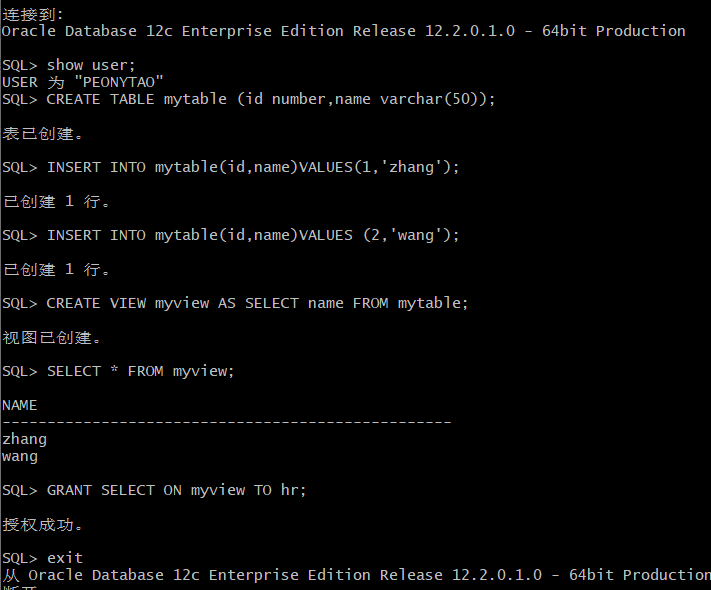 连接到:
Oracle Database 12c Enterprise Edition Release 12.2.0.1.0 - 64bit Production
SQL> show user;
USER 为 "PEONYTAO"
SQL> CREATE TABLE mytable (id number,name varchar(50));
表已创建。
SQL> INSERT INTO mytable(id,name)VALUES(1,'zhang');
已创建 1 行。
SQL> INSERT INTO mytable(id,name)VALUES (2,'wang');
已创建 1 行。
SQL> CREATE VIEW myview AS SELECT name FROM mytable;
视图已创建。
SQL> SELECT * FROM myview;
NAME
--------------------------------------------------
zhang
wang
SQL> GRANT SELECT ON myview TO hr;
授权成功。
SQL> exit
从 Oracle Database 12c Enterprise Edition Release 12.2.0.1.0 - 64bit Production